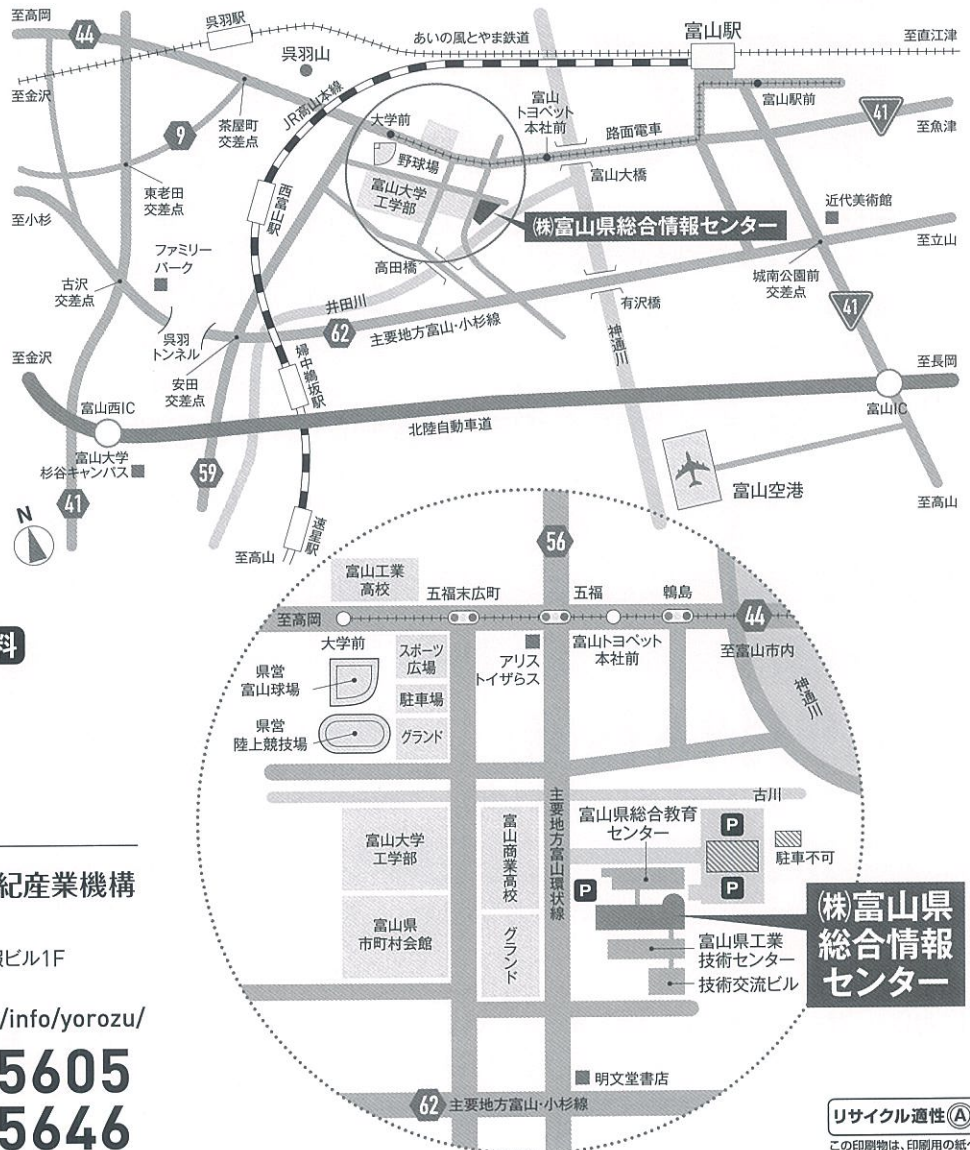 至高岡
44
呉羽駅
呉羽山
あいの風とやま鉄道
富山駅
至直江津
至金沢
9
茶屋町
交差点
JR高山本線
大学前
富山
トヨペット
本社前
路面電車
富山駅前
41
至魚津
野球場
富山大橋
東老田
交差点
西富山駅
富山大学
工学部
近代美術館
至小杉
(株)富山県総合情報センター
至立山
ファミリー
パーク
高田橋
城南公園前
交差点
古沢
交差点
井田川
有沢橋
41
呉羽
トンネル
62
主要地方富山・小杉線
神通川
至金沢
安田
交差点
婦中鵜坂駅
至長岡
富山西IC
富山IC
北陸自動車道
富山大学
杉谷キャンパス
59
富山空港
41
至高山
N
速星駅
至高山
56
富山工業
高校
五福末広町
五福
鵯島
至高岡
44
大学前
スポーツ
広場
アリス
トイザらス
富山トヨペット
本社前
至富山市内
県営
富山球場
駐車場
神通川
県営
陸上競技場
グランド
古川
主要地方富山環状線
富山県総合教育
センター
P
富山大学
工学部
富山商業高校
駐車不可
P
P
(株)富山県
総合情報
センター
富山県
市町村会館
グランド
富山県工業
技術センター
技術交流ビル
明文堂書店
62
主要地方富山・小杉線
料
紀産業機構
ビル1F
/info/yorozu/
5605
5646
リサイクル適性Ⓐ
この印刷物は、印刷用の紙へ